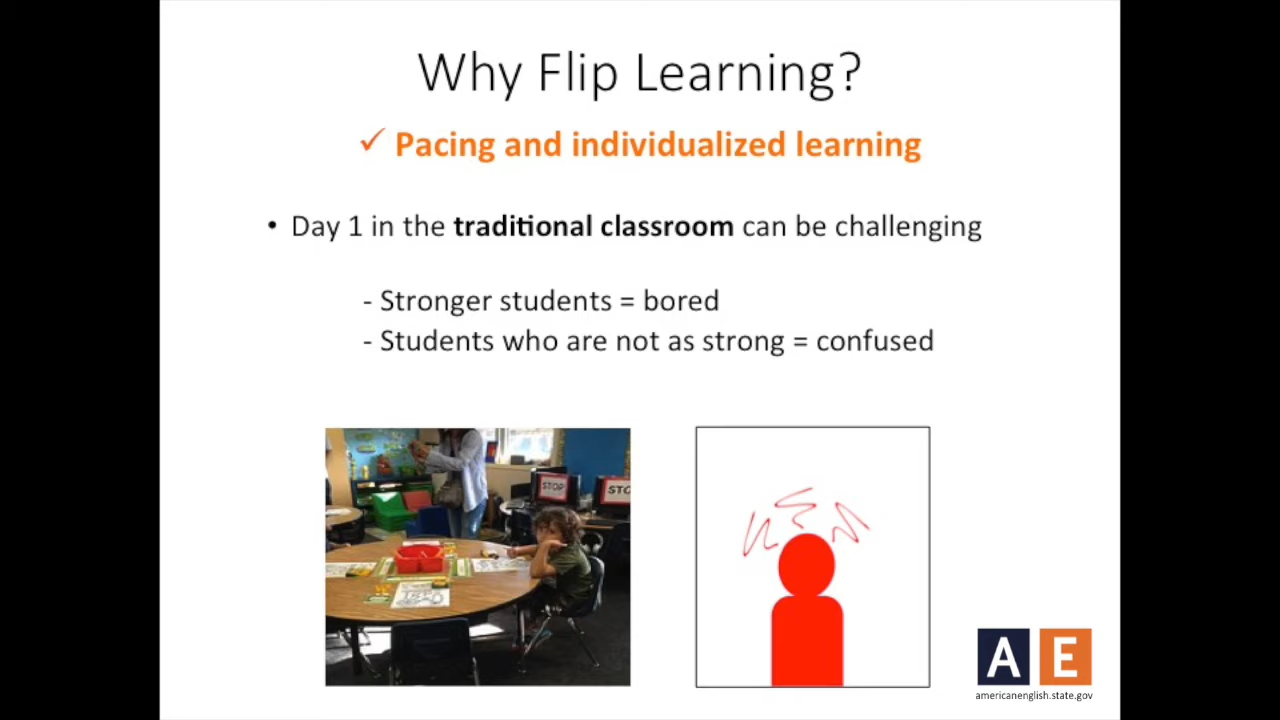 Why Flip Learning?
✓ Pacing and individualized learning
• Day 1 in the traditional classroom can be challenging
- Stronger students = bored
- Students who are not as strong = confused
STOP
STO
A E
americanenglish.state.gov